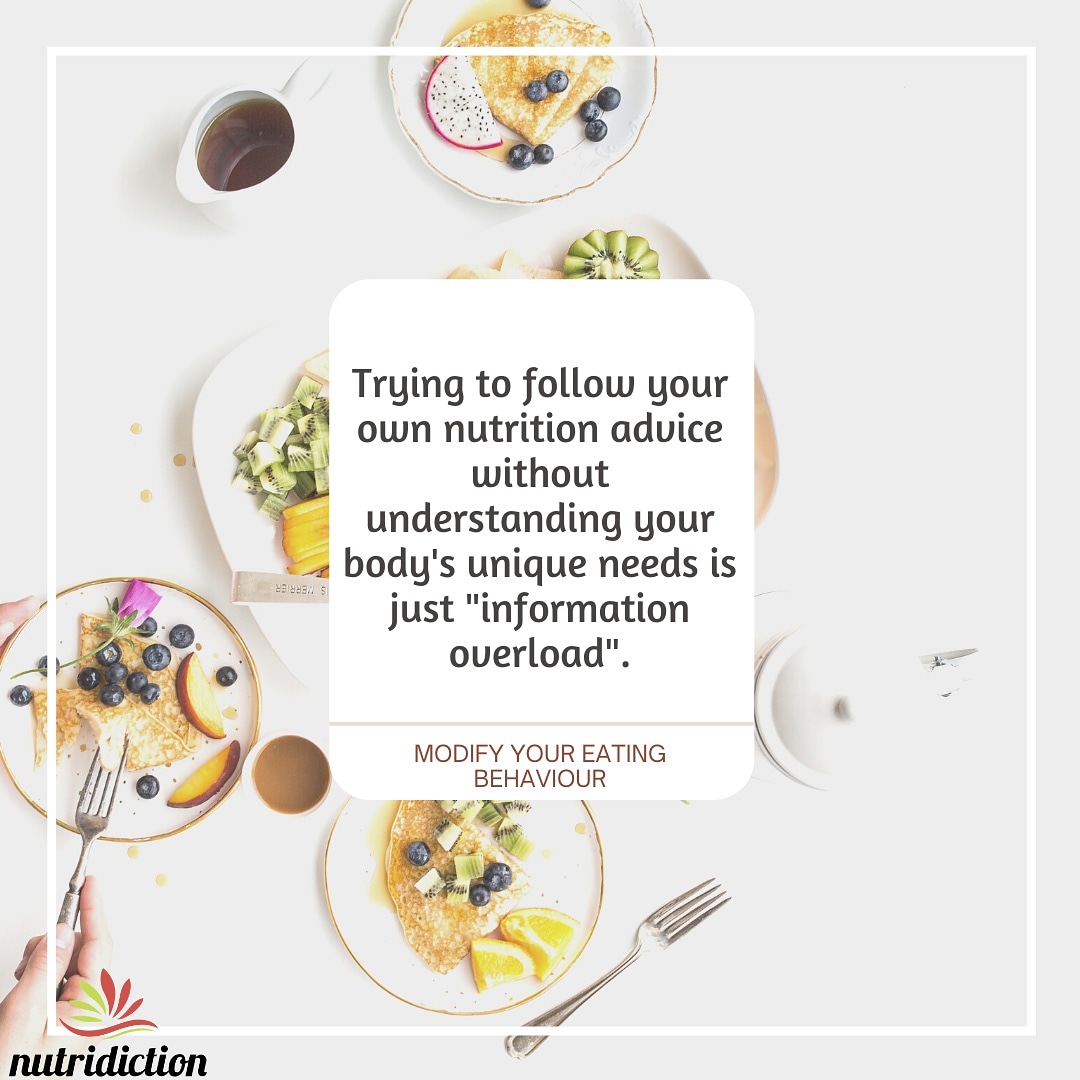 Trying to follow your
own nutrition advice
without
understanding your
body's unique needs is
just "information
overload".
MODIFY YOUR EATING
BEHAVIOUR
nutridiction